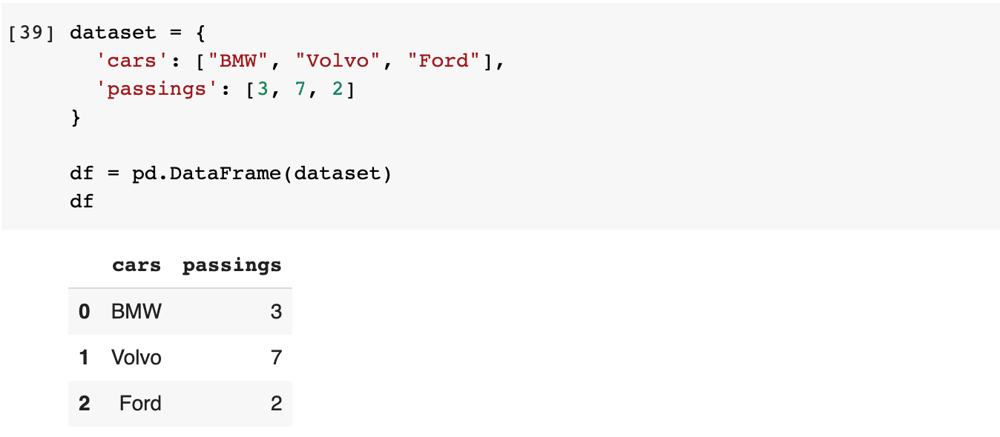 [39] dataset = {
'cars': ["BMW", "Volvo", "Ford"],
'passings': [3, 7, 2]
}
df = pd.DataFrame(dataset)
df
cars passings
0 BMW 3
1 Volvo 7
2 Ford 2